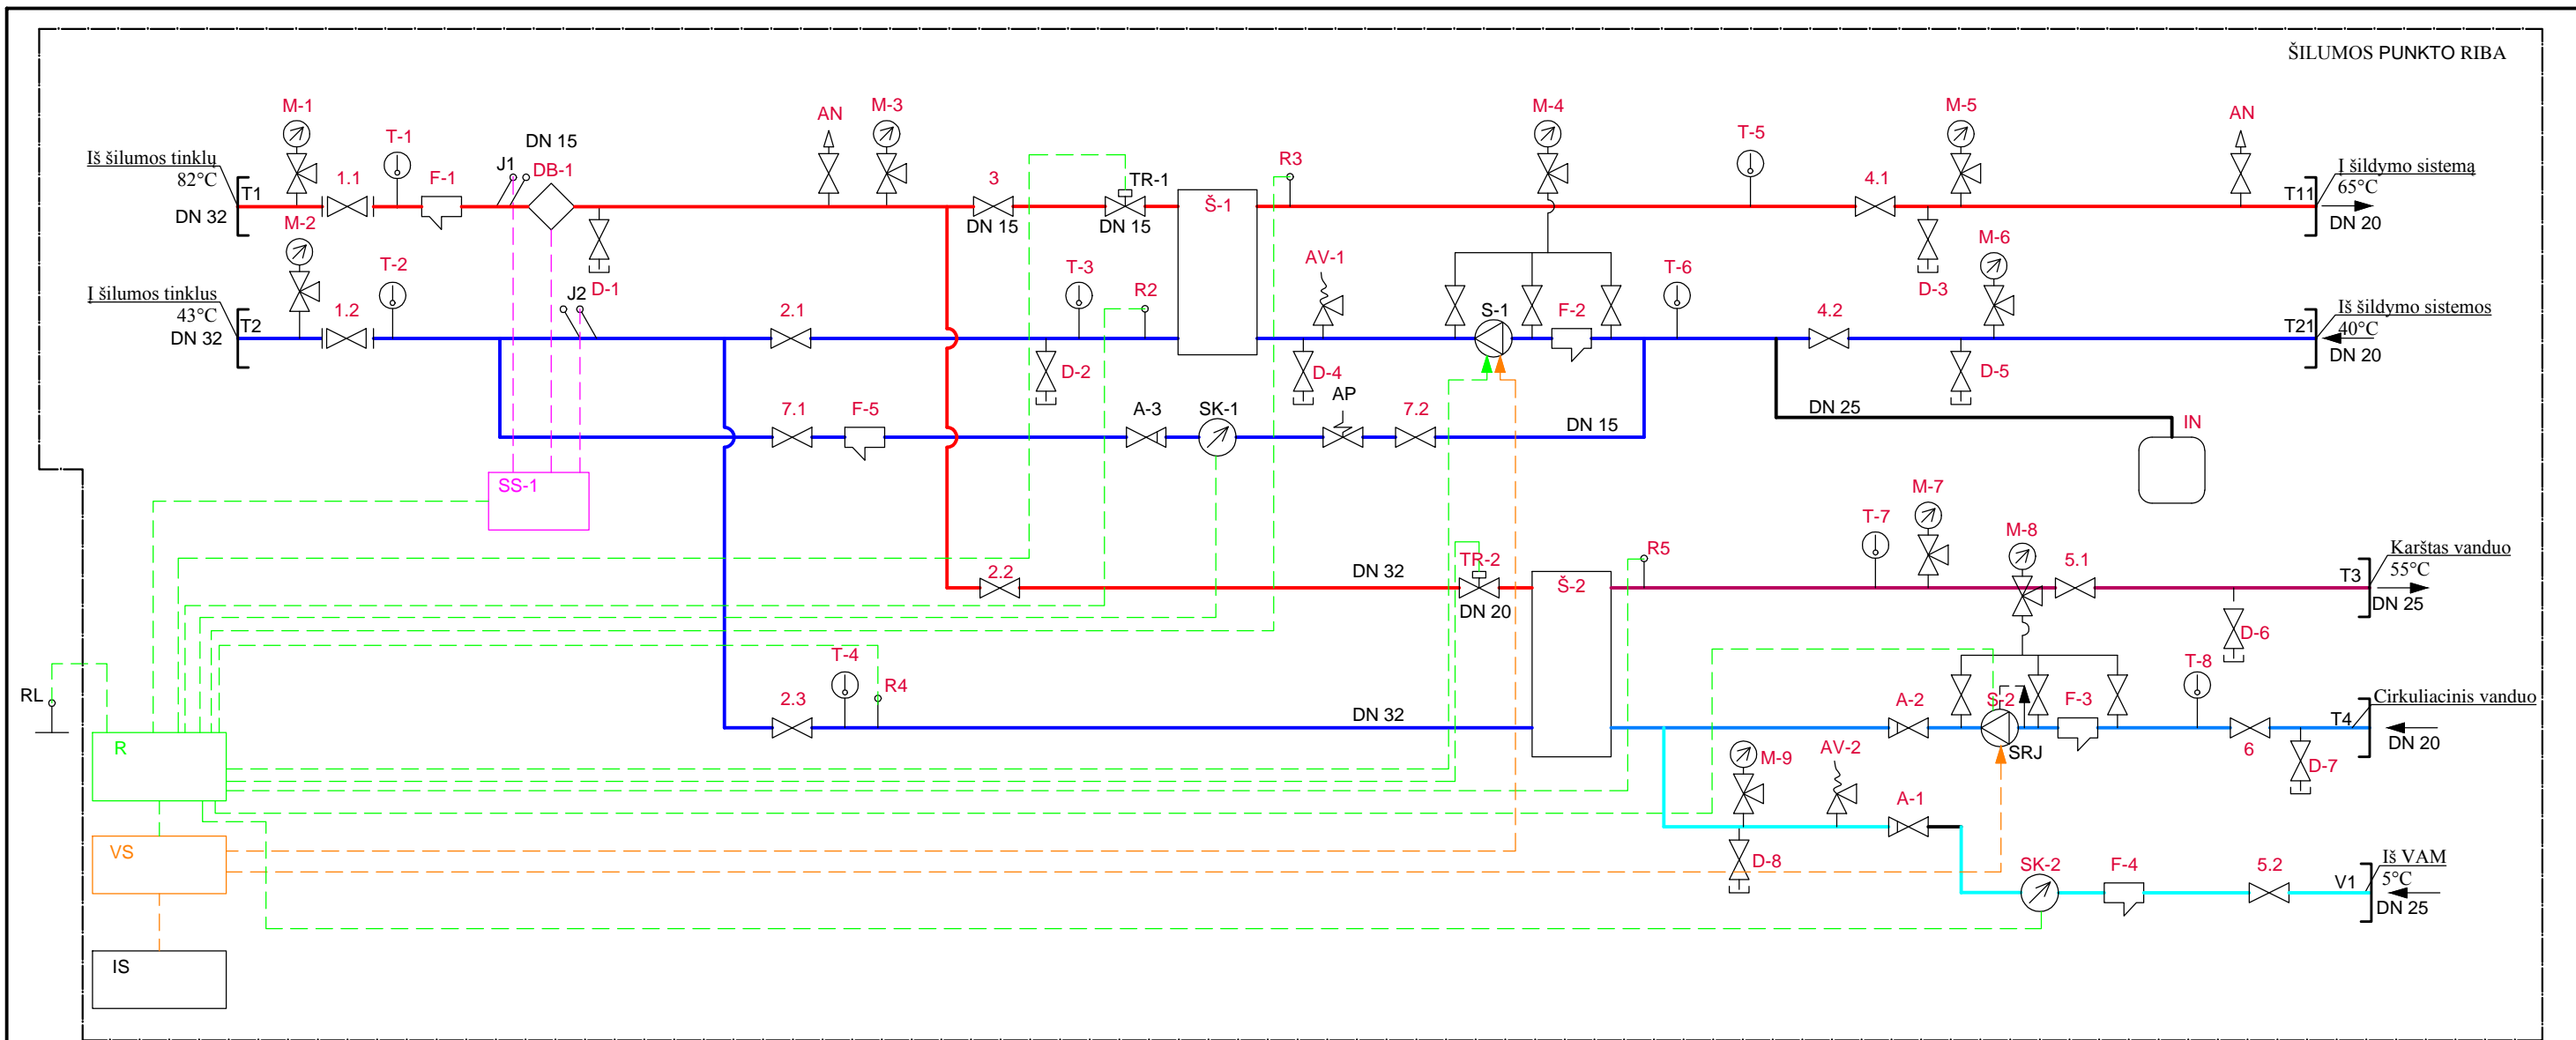 ŠILUMOS PUNKTO RIBA
M-1
M-3
M-4
M-5
AN
AN
DN 15
T-1
T-5
Iš šilumos tinklų
82°C
1.1
F-1
J1
DB-1
3
TR-1
R3
4.1
Į šildymo sistemą
65°C
T1
T11
DN 32
M-2
DN 15
DN 15
Š-1
DN 20
M-6
T-2
T-3
AV-1
T-6
D-3
Į šilumos tinklus
43°C
J2
D-1
R2
Iš šildymo sistemos
40°C
T2
1.2
2.1
S-1
F-2
4.2
T21
DN 32
DN 20
D-2
D-4
D-5
AP
7.1
F-5
A-3
SK-1
7.2
DN 15
DN 25
IN
SS-1
M-7
T-7
M-8
TR-2
R5
Karštas vanduo
55°C
2.2
DN 32
Š-2
5.1
T3
DN 20
DN 25
D-6
T-4
T-8
RL
R4
2.3
DN 32
A-2
S-2
F-3
Cirkuliacinis vanduo
T4
R
SRJ
6
DN 20
M-9
AV-2
D-7
A-1
VS
D-8
SK-2
F-4
5.2
Iš VAM
5°C
V1
DN 25
IS